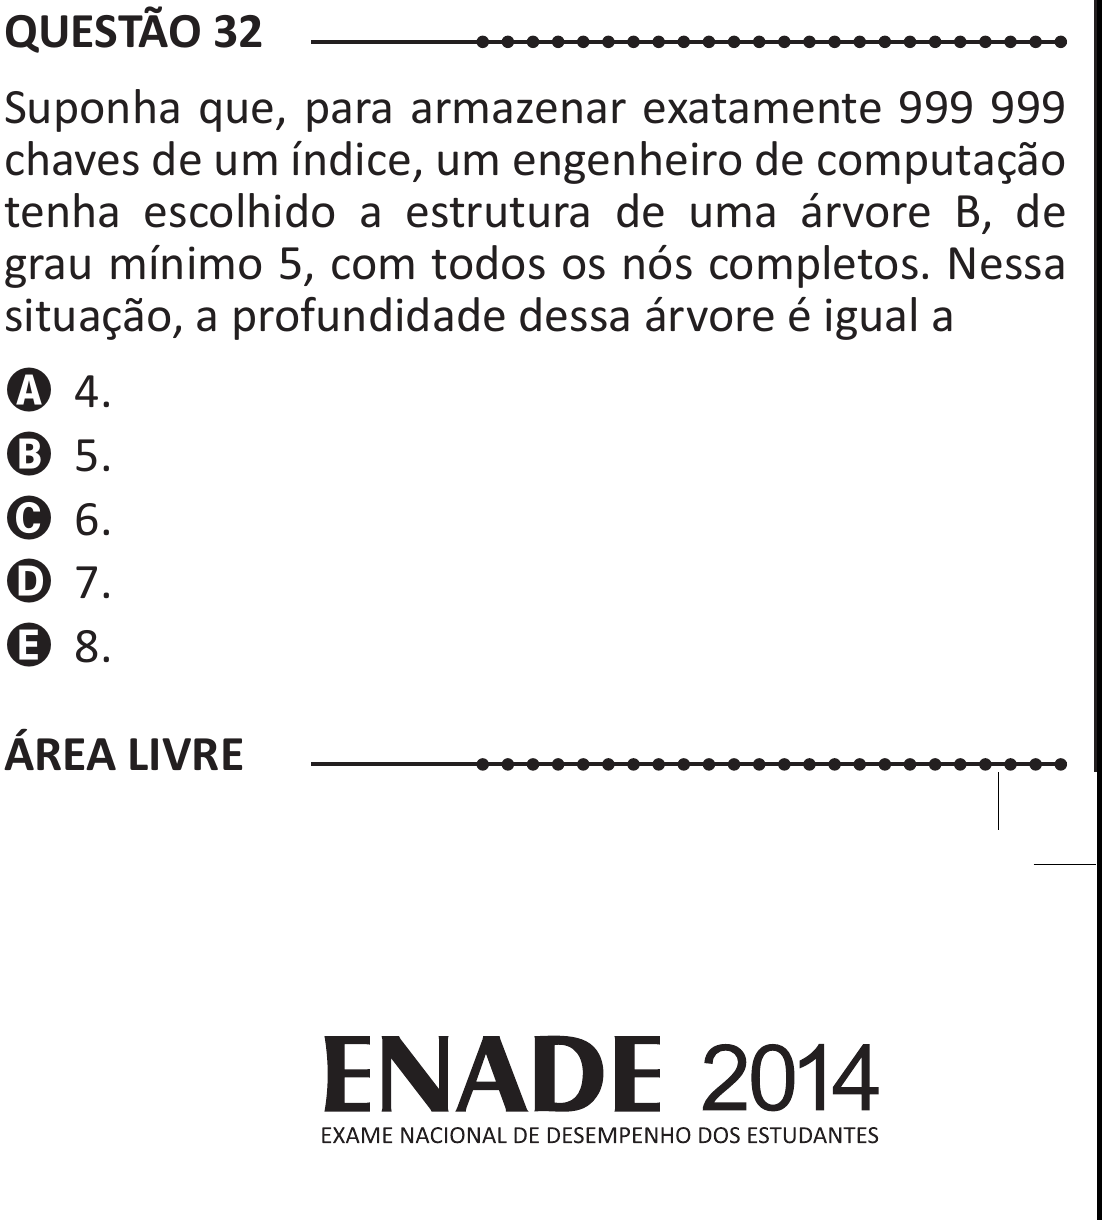 QUESTÃO 32
Suponha que, para armazenar exatamente 999 999
chaves de um índice, um engenheiro de computação
tenha escolhido a estrutura de uma árvore B, de
grau mínimo 5, com todos os nós completos. Nessa
situação, a profundidade dessa árvore é igual a
A 4.
B 5.
C 6.
D 7.
E 8.
ÁREA LIVRE
ENADE 2014
EXAME NACIONAL DE DESEMPENHO DOS ESTUDANTES